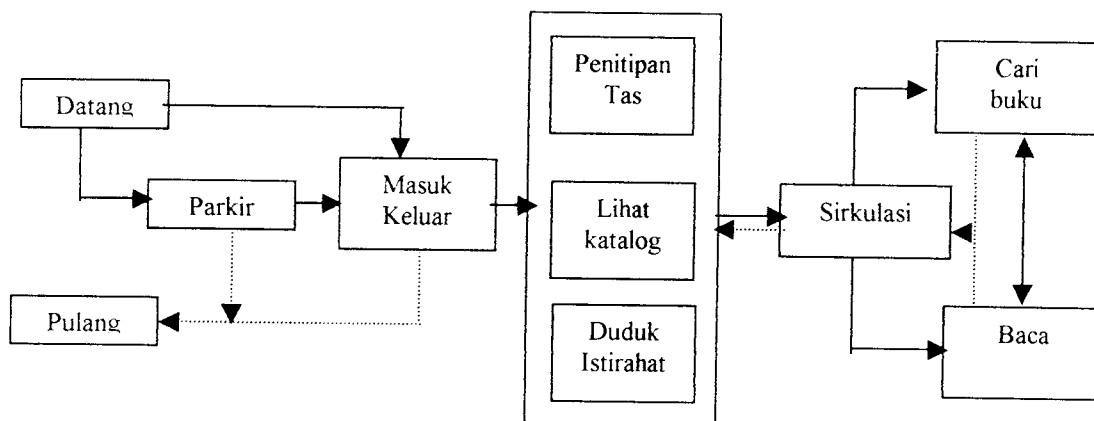 Datang
Parkir
Pulang
Masuk
Keluar
Penitipan
Tas
Lihat
katalog
Duduk
Istirahat
Sirkulasi
Cari
buku
Baca